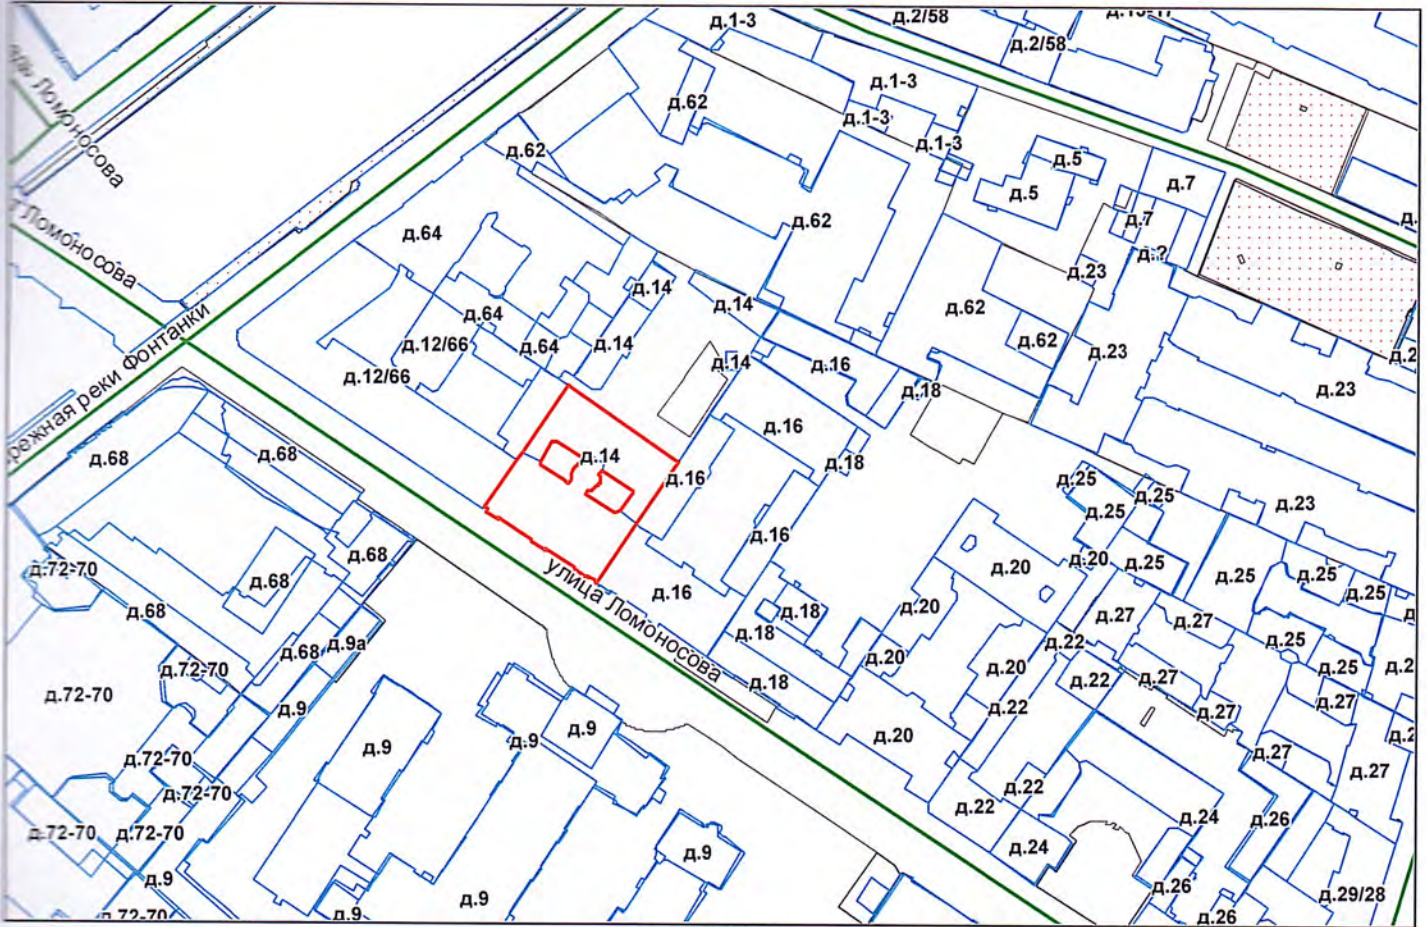 д.1-3
д.2/58
д.2/58
д.1-3
д.62
д.1-3
д.1-3
Ломоносова
д.62
д.5
д.5
д.7
д.7
д.?
д.62
Ломоносова
д.64
д.23
д.14
д.14
д.62
д.64
д.12/66
д.64
д.14
д.62
д.23
д.12/66
д.14
д.16
д.18
д.23
Фонтанки
реки
д.16
д.68
д.68
д.14
д.18
д.16
д.25
д.25
д.25
д.23
д.16
д.68
д.20
д.25
д.20
д.72-70
д.68
д.25
д.25
д.25
улица Ломоносова
д.16
д.68
д.18
д.20
д.27
д.27
д.18
д.22
д.25
д.68
д.9а
д.20
д.20
д.25
д.72-70
д.22
д.27
д.18
д.72-70
д.9
д.22
д.27
д.27
д.9
д.9
д.9
д.20
д.27
д.72-70
д.27
д.72-70
д.22
д.22
д.24
д.26
д.72-70
д.72-70
д.24
д.9
д.9
д.26
д.29/28
д.9
д.9
д.26